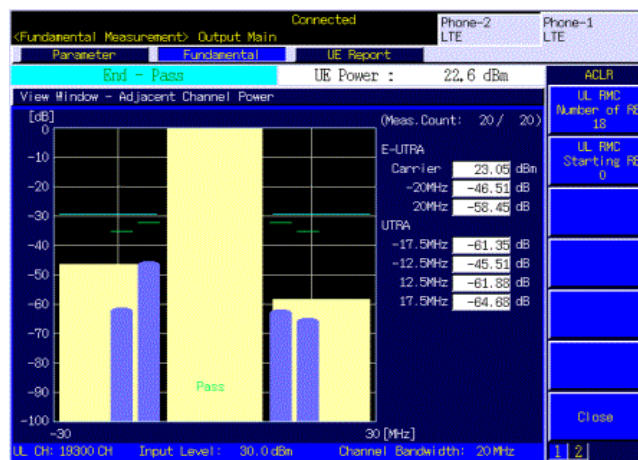 Connected
Phone-2
LTE
Phone-1
LTE
<Fundamental Measurement> Output Main
Parameter Fundamental UE Report
End - Pass UE Power : 22.6 dBm
ACLR
View Window - Adjacent Channel Power
[dB]
(Meas.Count: 20/ 20)
UL RMC
Number of RB
18
UL RMC
Starting RB
0
E-UTRA
Carrier 23.05 dBm
-20MHz -46.51 dB
20MHz -58.45 dB
UTRA
-17.5MHz -61.35 dB
-12.5MHz -45.51 dB
12.5MHz -61.88 dB
17.5MHz -64.68 dB
0
-10
-20
-30
-40
-50
-60
-70
-80
-90
-100
Pass
-30 30 [MHz]
Close
UL CH: 19300 CH Input Level: 30.0 dBm Channel Bandwidth: 20 MHz
1 2